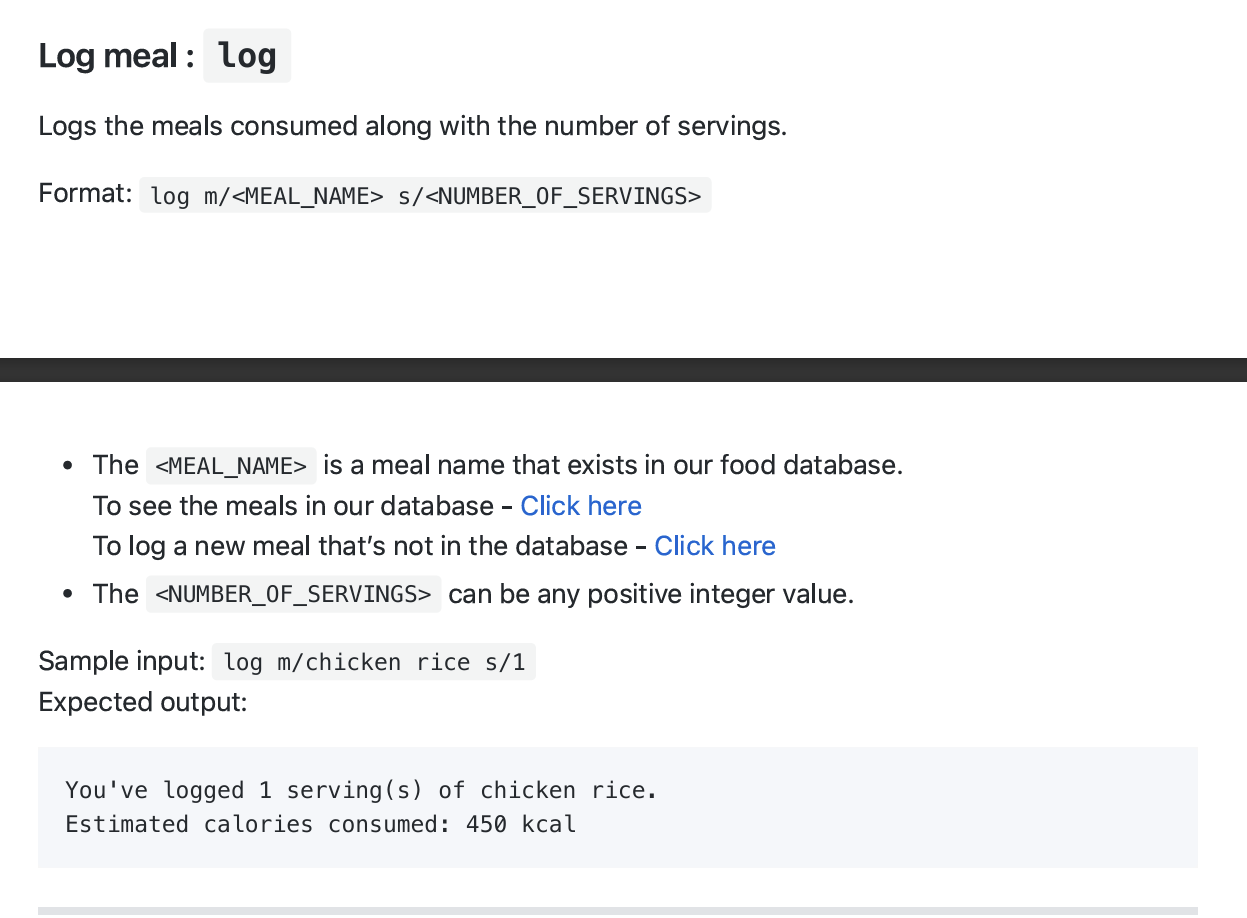 Log meal : log
Logs the meals consumed along with the number of servings.
Format: log m/<MEAL_NAME> s/<NUMBER_OF_SERVINGS>
• The <MEAL_NAME> is a meal name that exists in our food database.
To see the meals in our database - Click here
To log a new meal that’s not in the database - Click here
• The <NUMBER_OF_SERVINGS> can be any positive integer value.
Sample input: log m/chicken rice s/1
Expected output:
You've logged 1 serving(s) of chicken rice.
Estimated calories consumed: 450 kcal